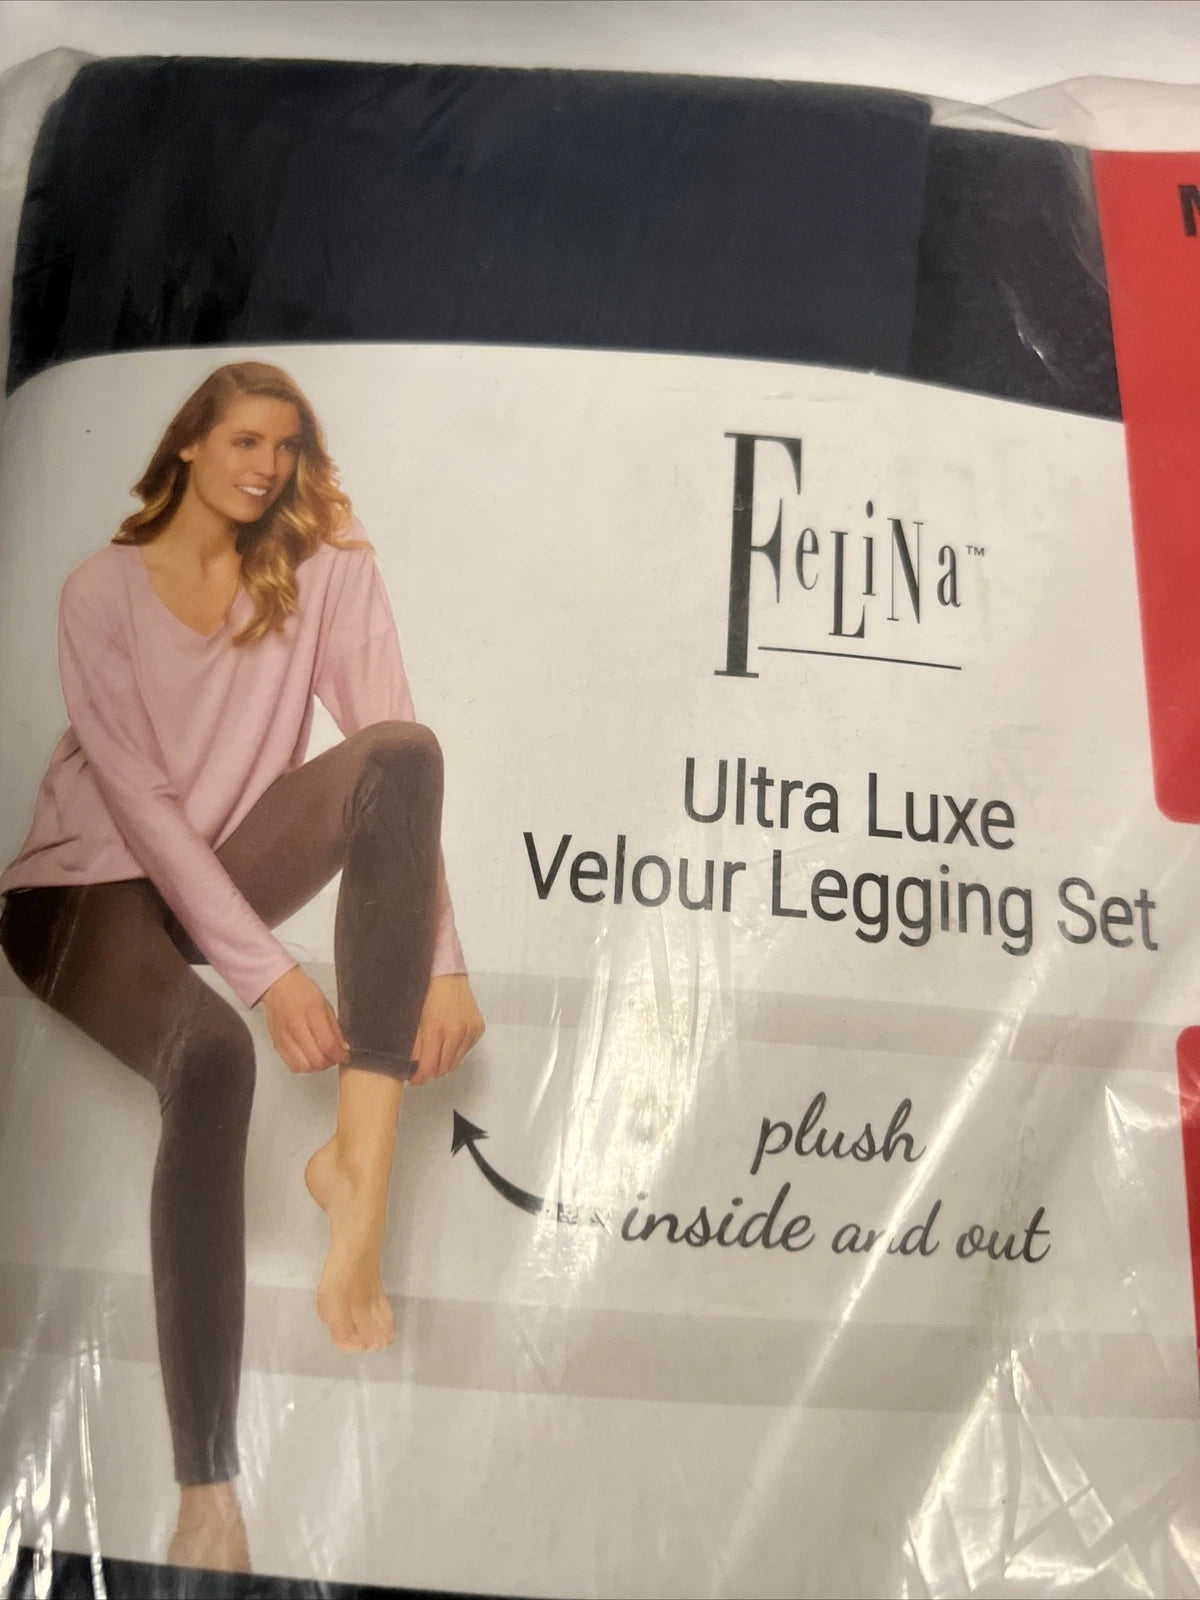 FeLiNa™
Ultra Luxe
Velour Legging Set
plush
inside and out